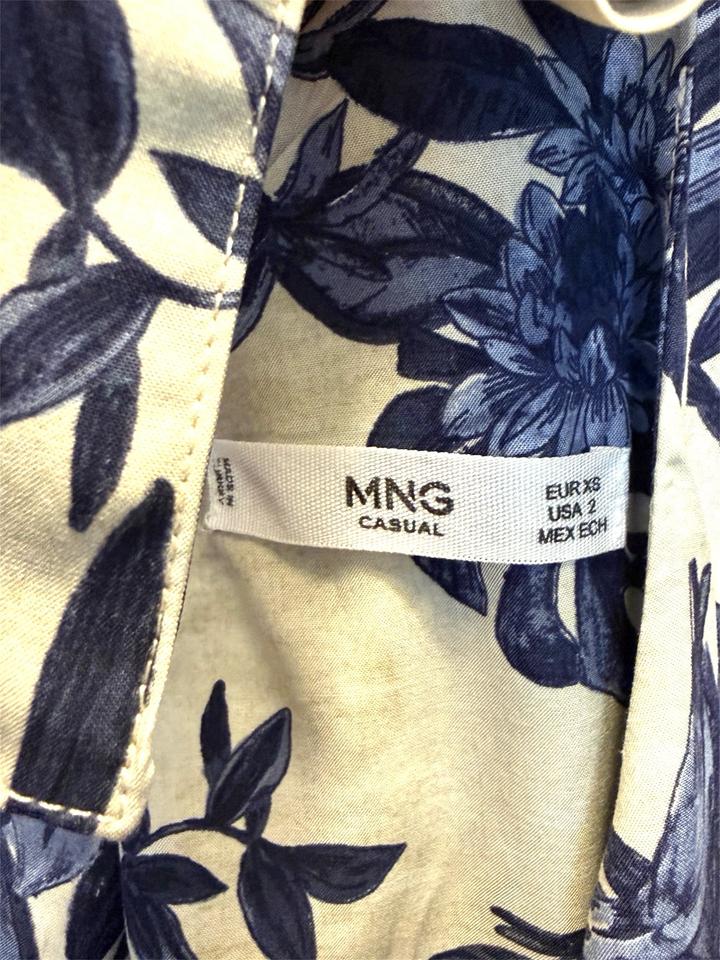 MADE IN
MNG
CASUAL
EUR XS
USA 2
MEX ECH